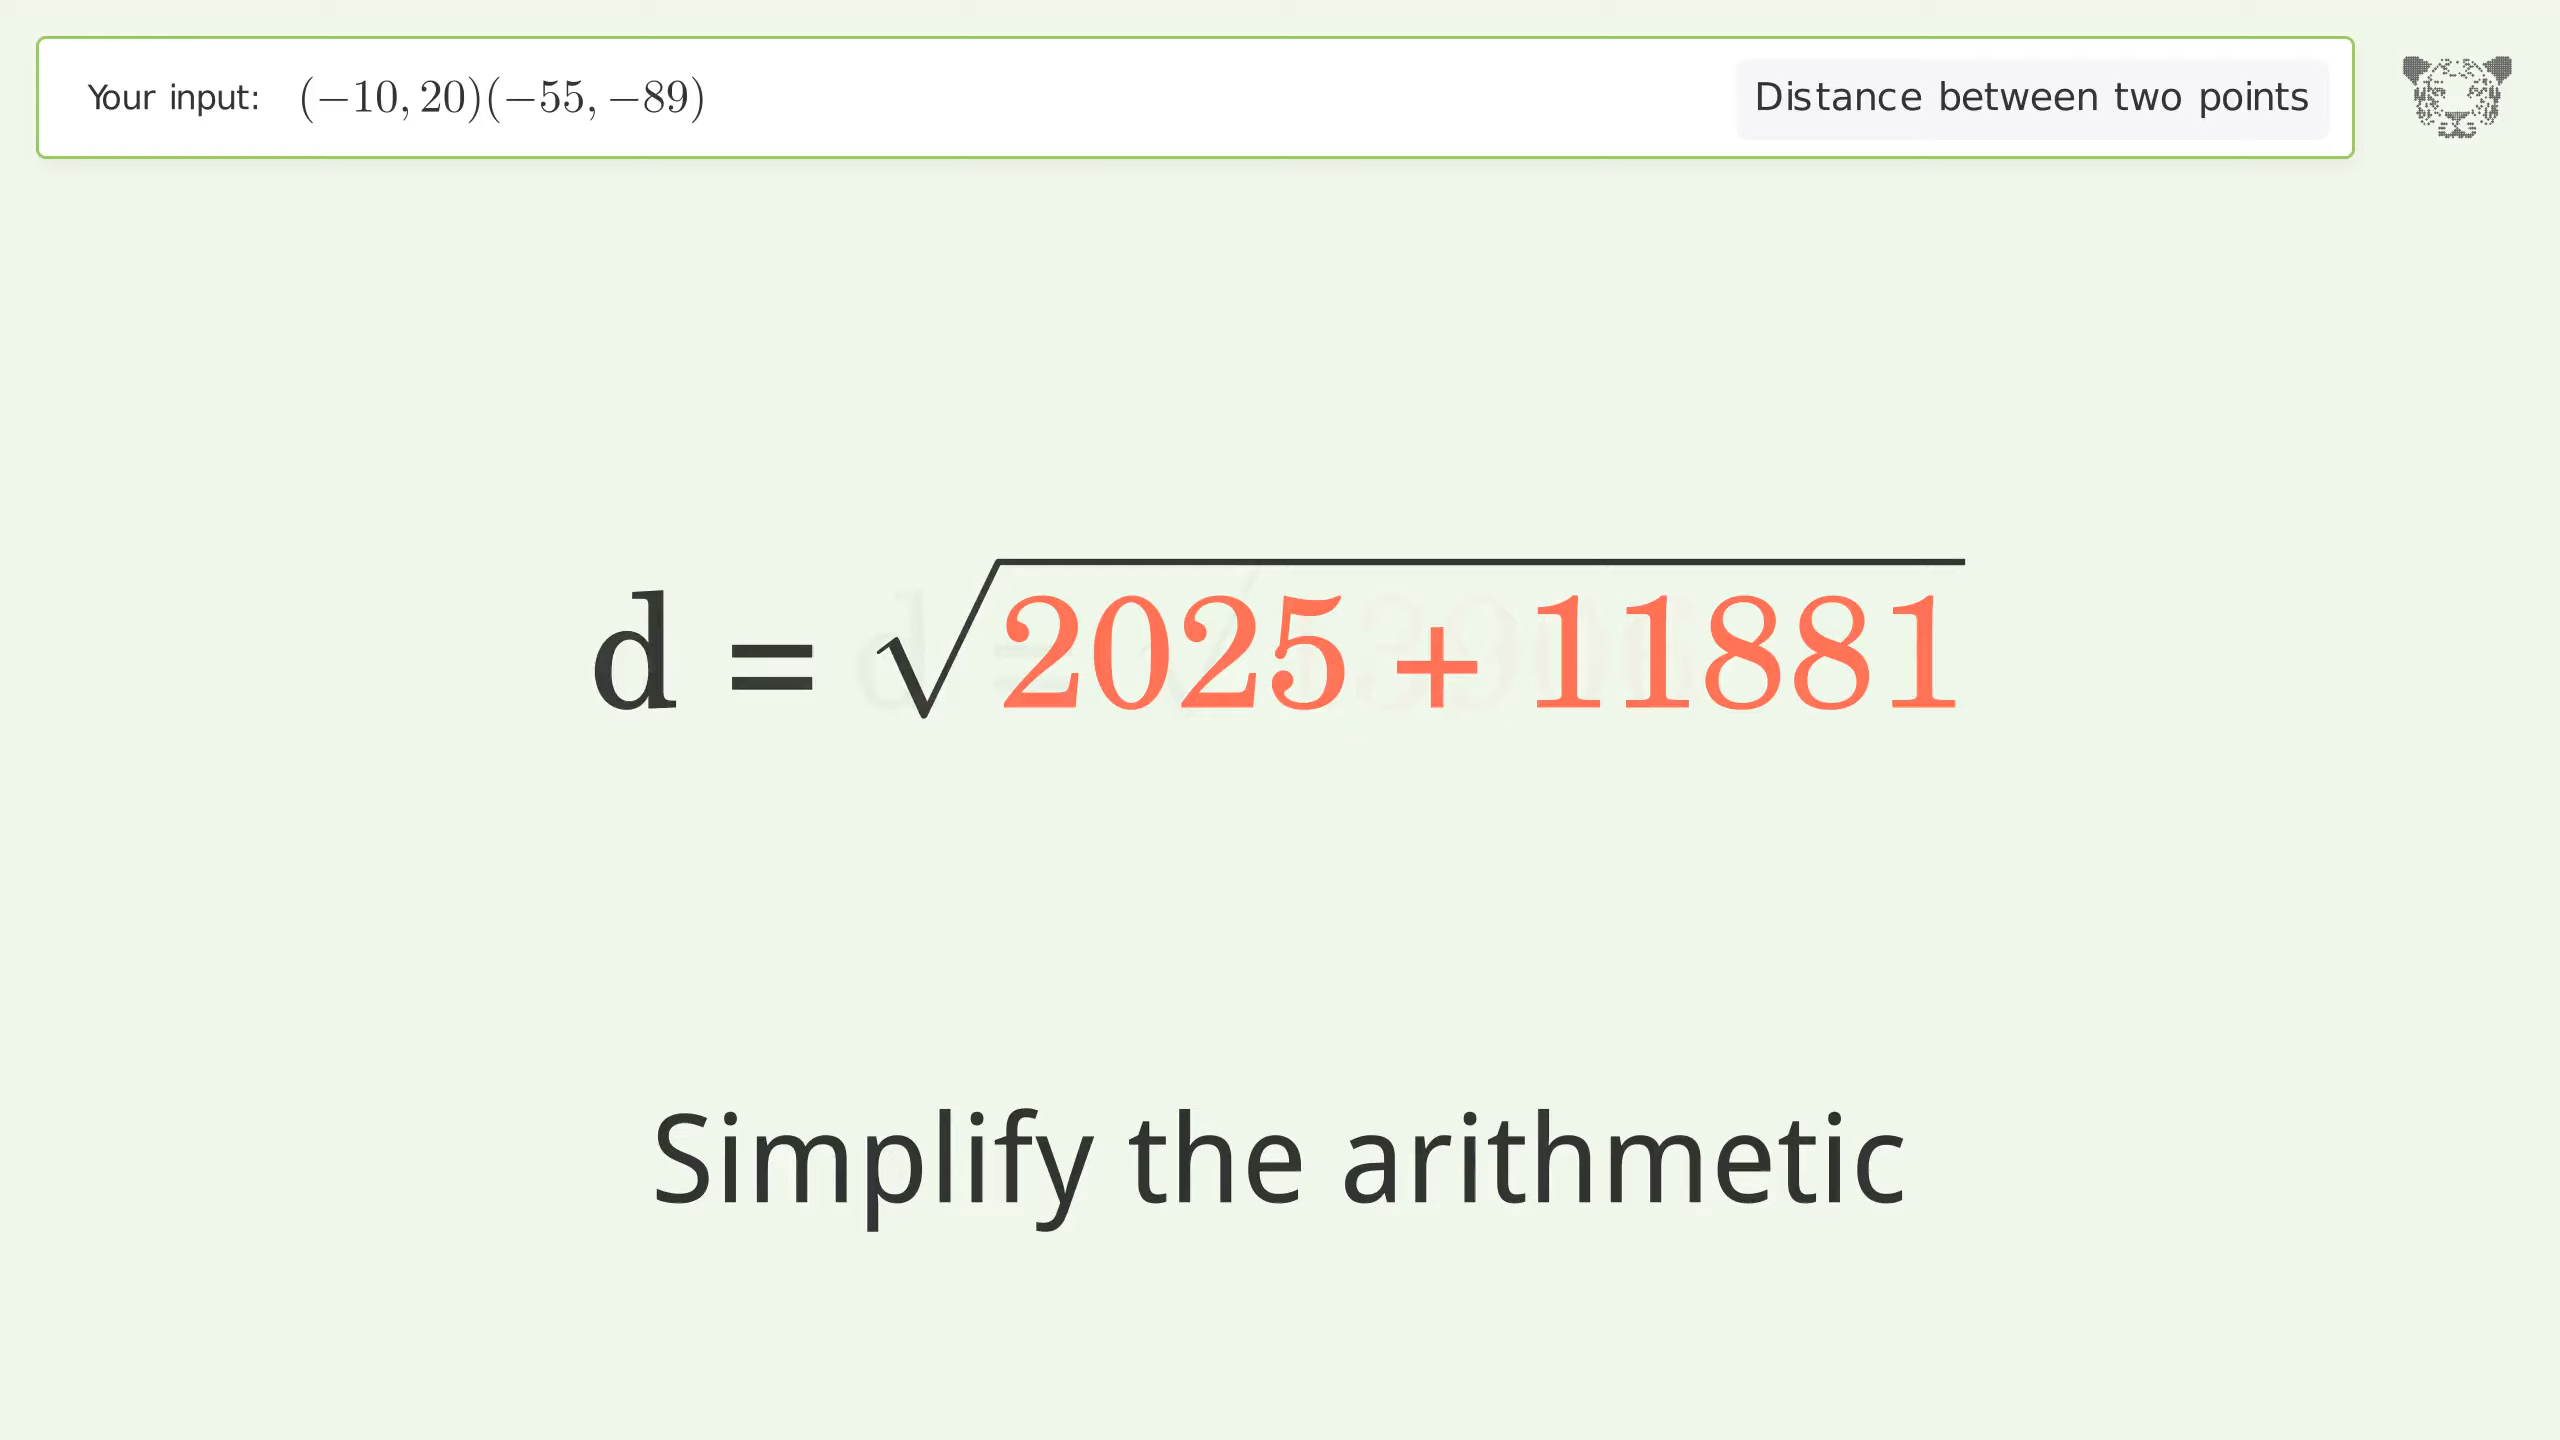 Your input: (−10, 20)(−55, −89) Distance between two points
d = √2025 + 11881
Simplify the arithmetic